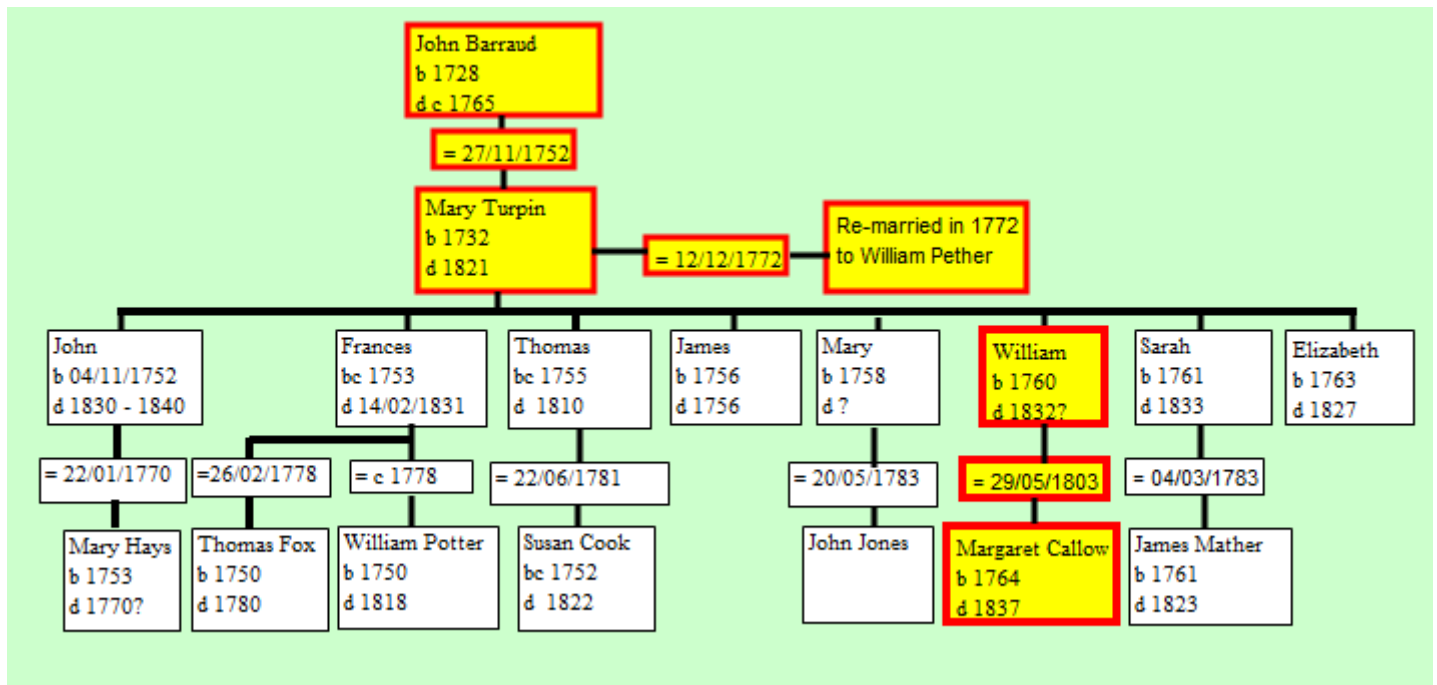 John Barraud
b 1728
d c 1765
= 27/11/1752
Mary Turpin
b 1732
d 1821
= 12/12/1772
Re-married in 1772
to William Pether
John
b 04/11/1752
d 1830 - 1840
Frances
bc 1753
d 14/02/1831
Thomas
bc 1755
d 1810
James
b 1756
d 1756
Mary
b 1758
d ?
William
b 1760
d 1832?
Sarah
b 1761
d 1833
Elizabeth
b 1763
d 1827
= 22/01/1770
=26/02/1778
= c 1778
= 22/06/1781
= 20/05/1783
= 29/05/1803
= 04/03/1783
Mary Hays
b 1753
d 1770?
Thomas Fox
b 1750
d 1780
William Potter
b 1750
d 1818
Susan Cook
bc 1752
d 1822
John Jones
Margaret Callow
b 1764
d 1837
James Mather
b 1761
d 1823